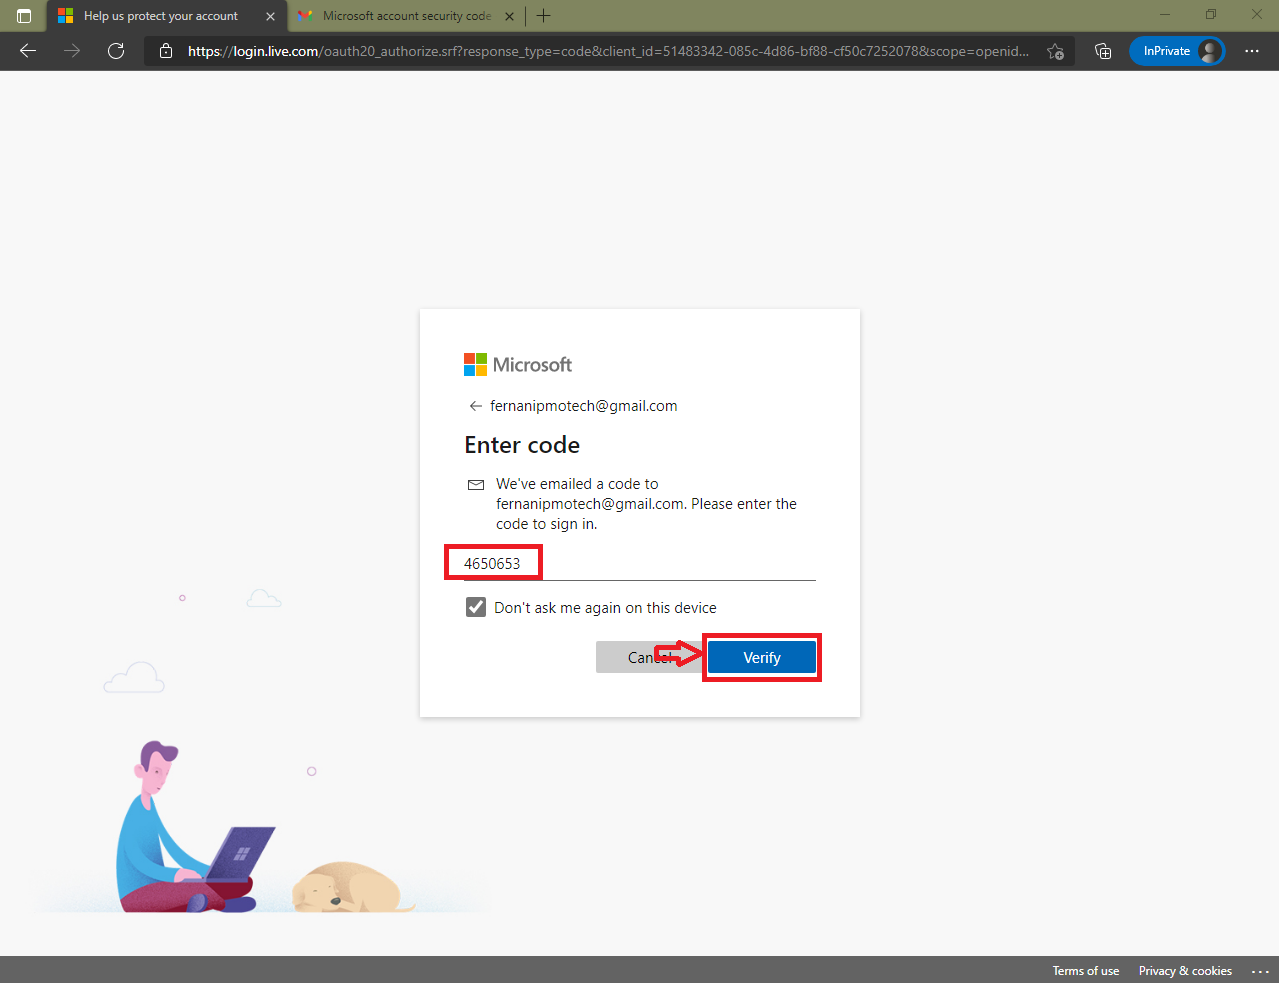 Help us protect your account
Microsoft account security code
https://login.live.com/oauth20_authorize.srf?response_type=code&client_id=51483342-085c-4d86-bf88-cf50c7252078&scope=openid...
InPrivate
Microsoft
fernanipmotech@gmail.com
Enter code
We've emailed a code to
fernanipmotech@gmail.com. Please enter the
code to sign in.
4650653
Don't ask me again on this device
Cancel
Verify
Terms of use
Privacy & cookies